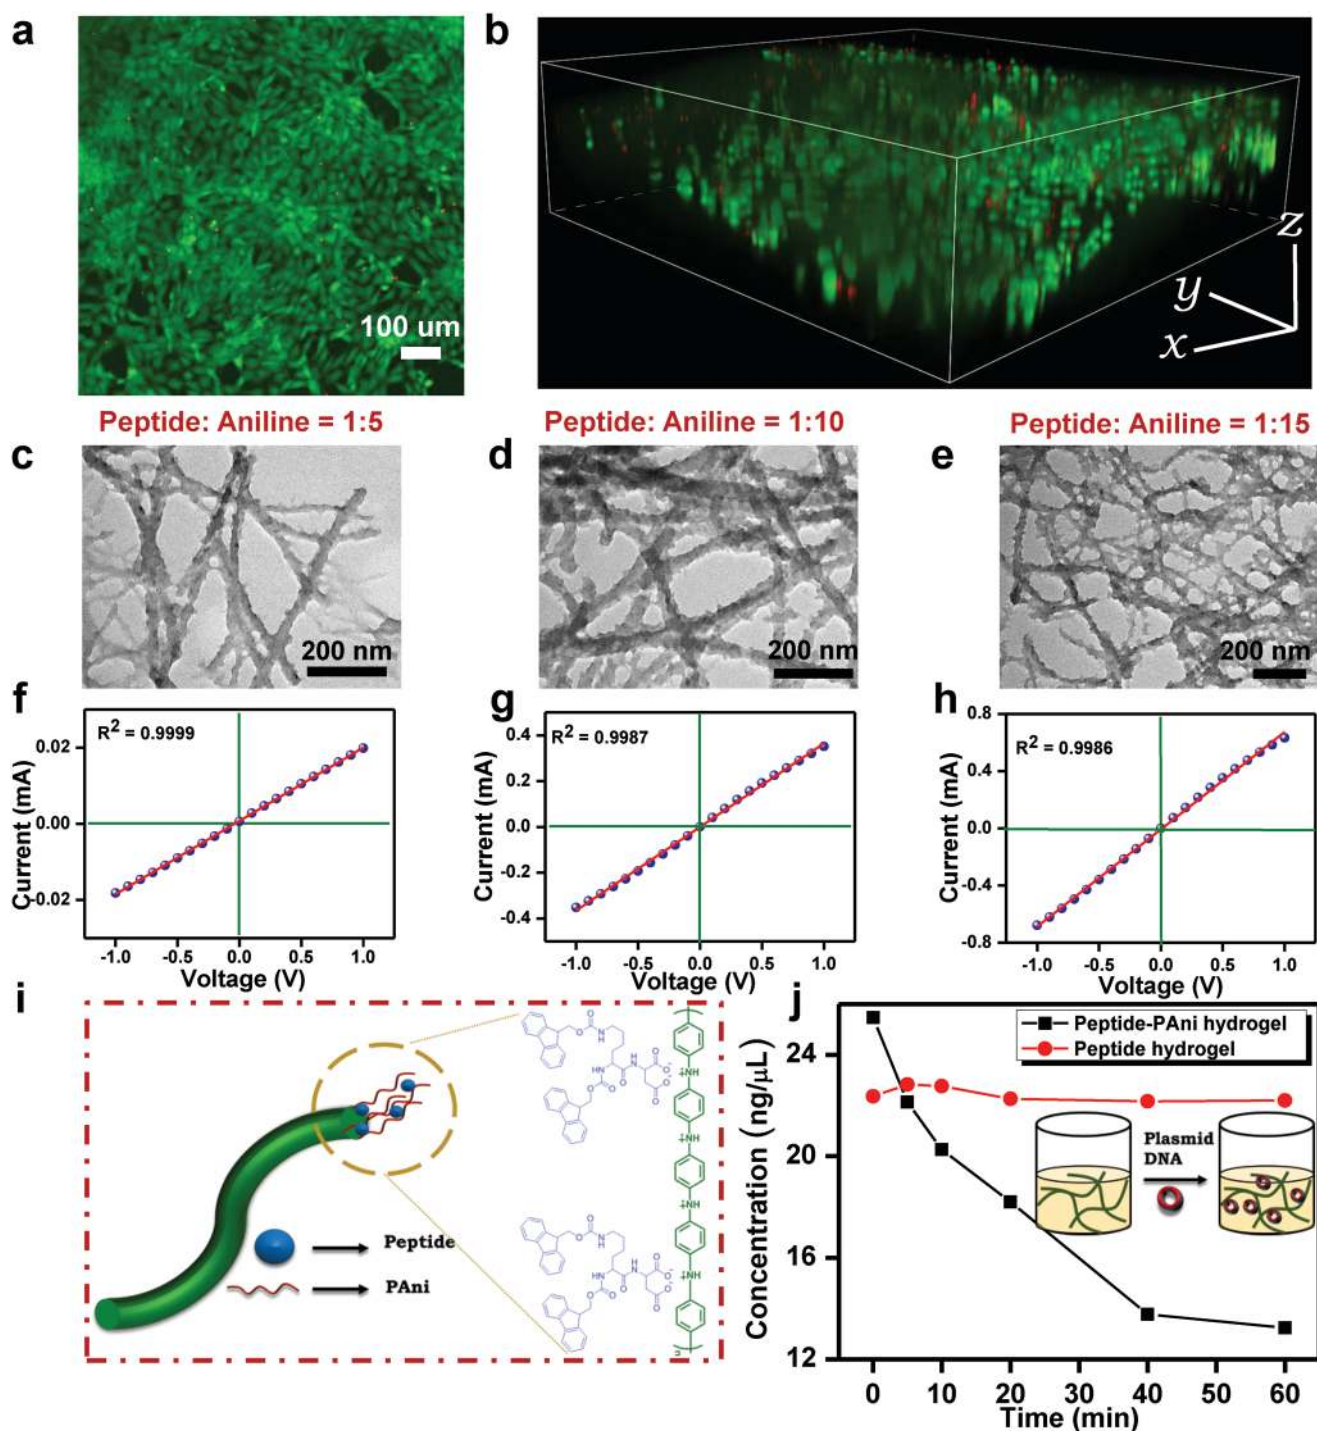 a
b
100 um
z
y
x
Peptide: Aniline = 1:5
Peptide: Aniline = 1:10
Peptide: Aniline = 1:15
c
d
e
200 nm
200 nm
200 nm
f
R² = 0.9999
Current (mA)
0.02
0.00
-0.02
-1.0 -0.5 0.0 0.5 1.0
Voltage (V)
g
R² = 0.9987
Current (mA)
0.4
0.2
0.0
-0.2
-0.4
-1.0 -0.5 0.0 0.5 1.0
Voltage (V)
h
R² = 0.9986
Current (mA)
0.8
0.4
0.0
-0.4
-0.8
-1.0 -0.5 0.0 0.5 1.0
Voltage (V)
i
Peptide
PAni
j
Peptide-PAni hydrogel
Peptide hydrogel
Plasmid
DNA
Concentration (ng/µL)
24
20
16
12
0 10 20 30 40 50 60
Time (min)